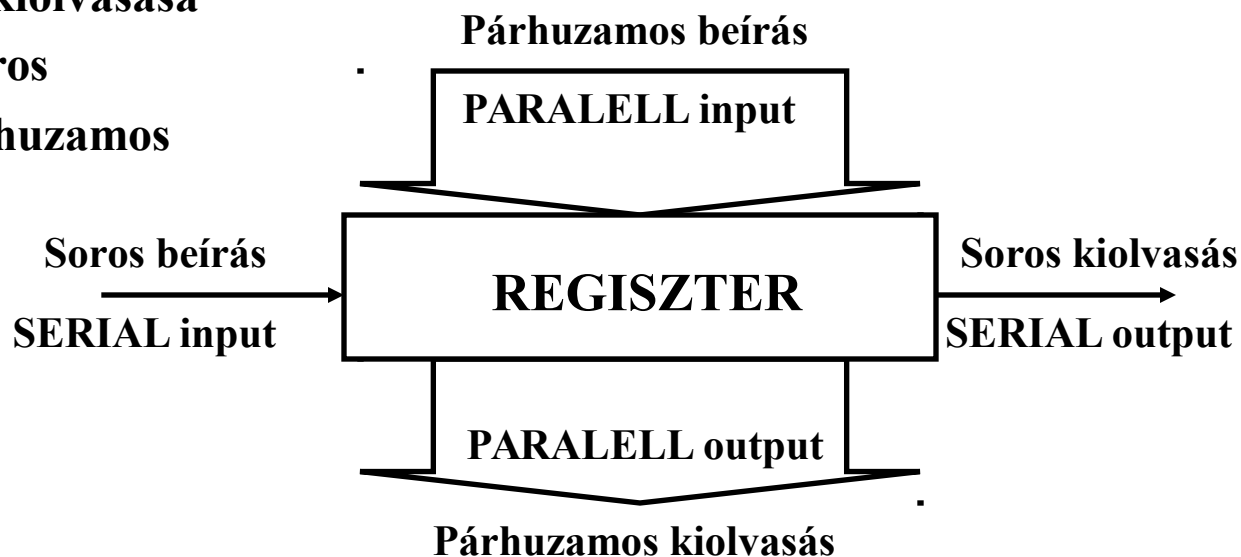 Párhuzamos beírás
PARALELL input
Soros beírás
SERIAL input
REGISZTER
Soros kiolvasás
SERIAL output
PARALELL output
Párhuzamos kiolvasás